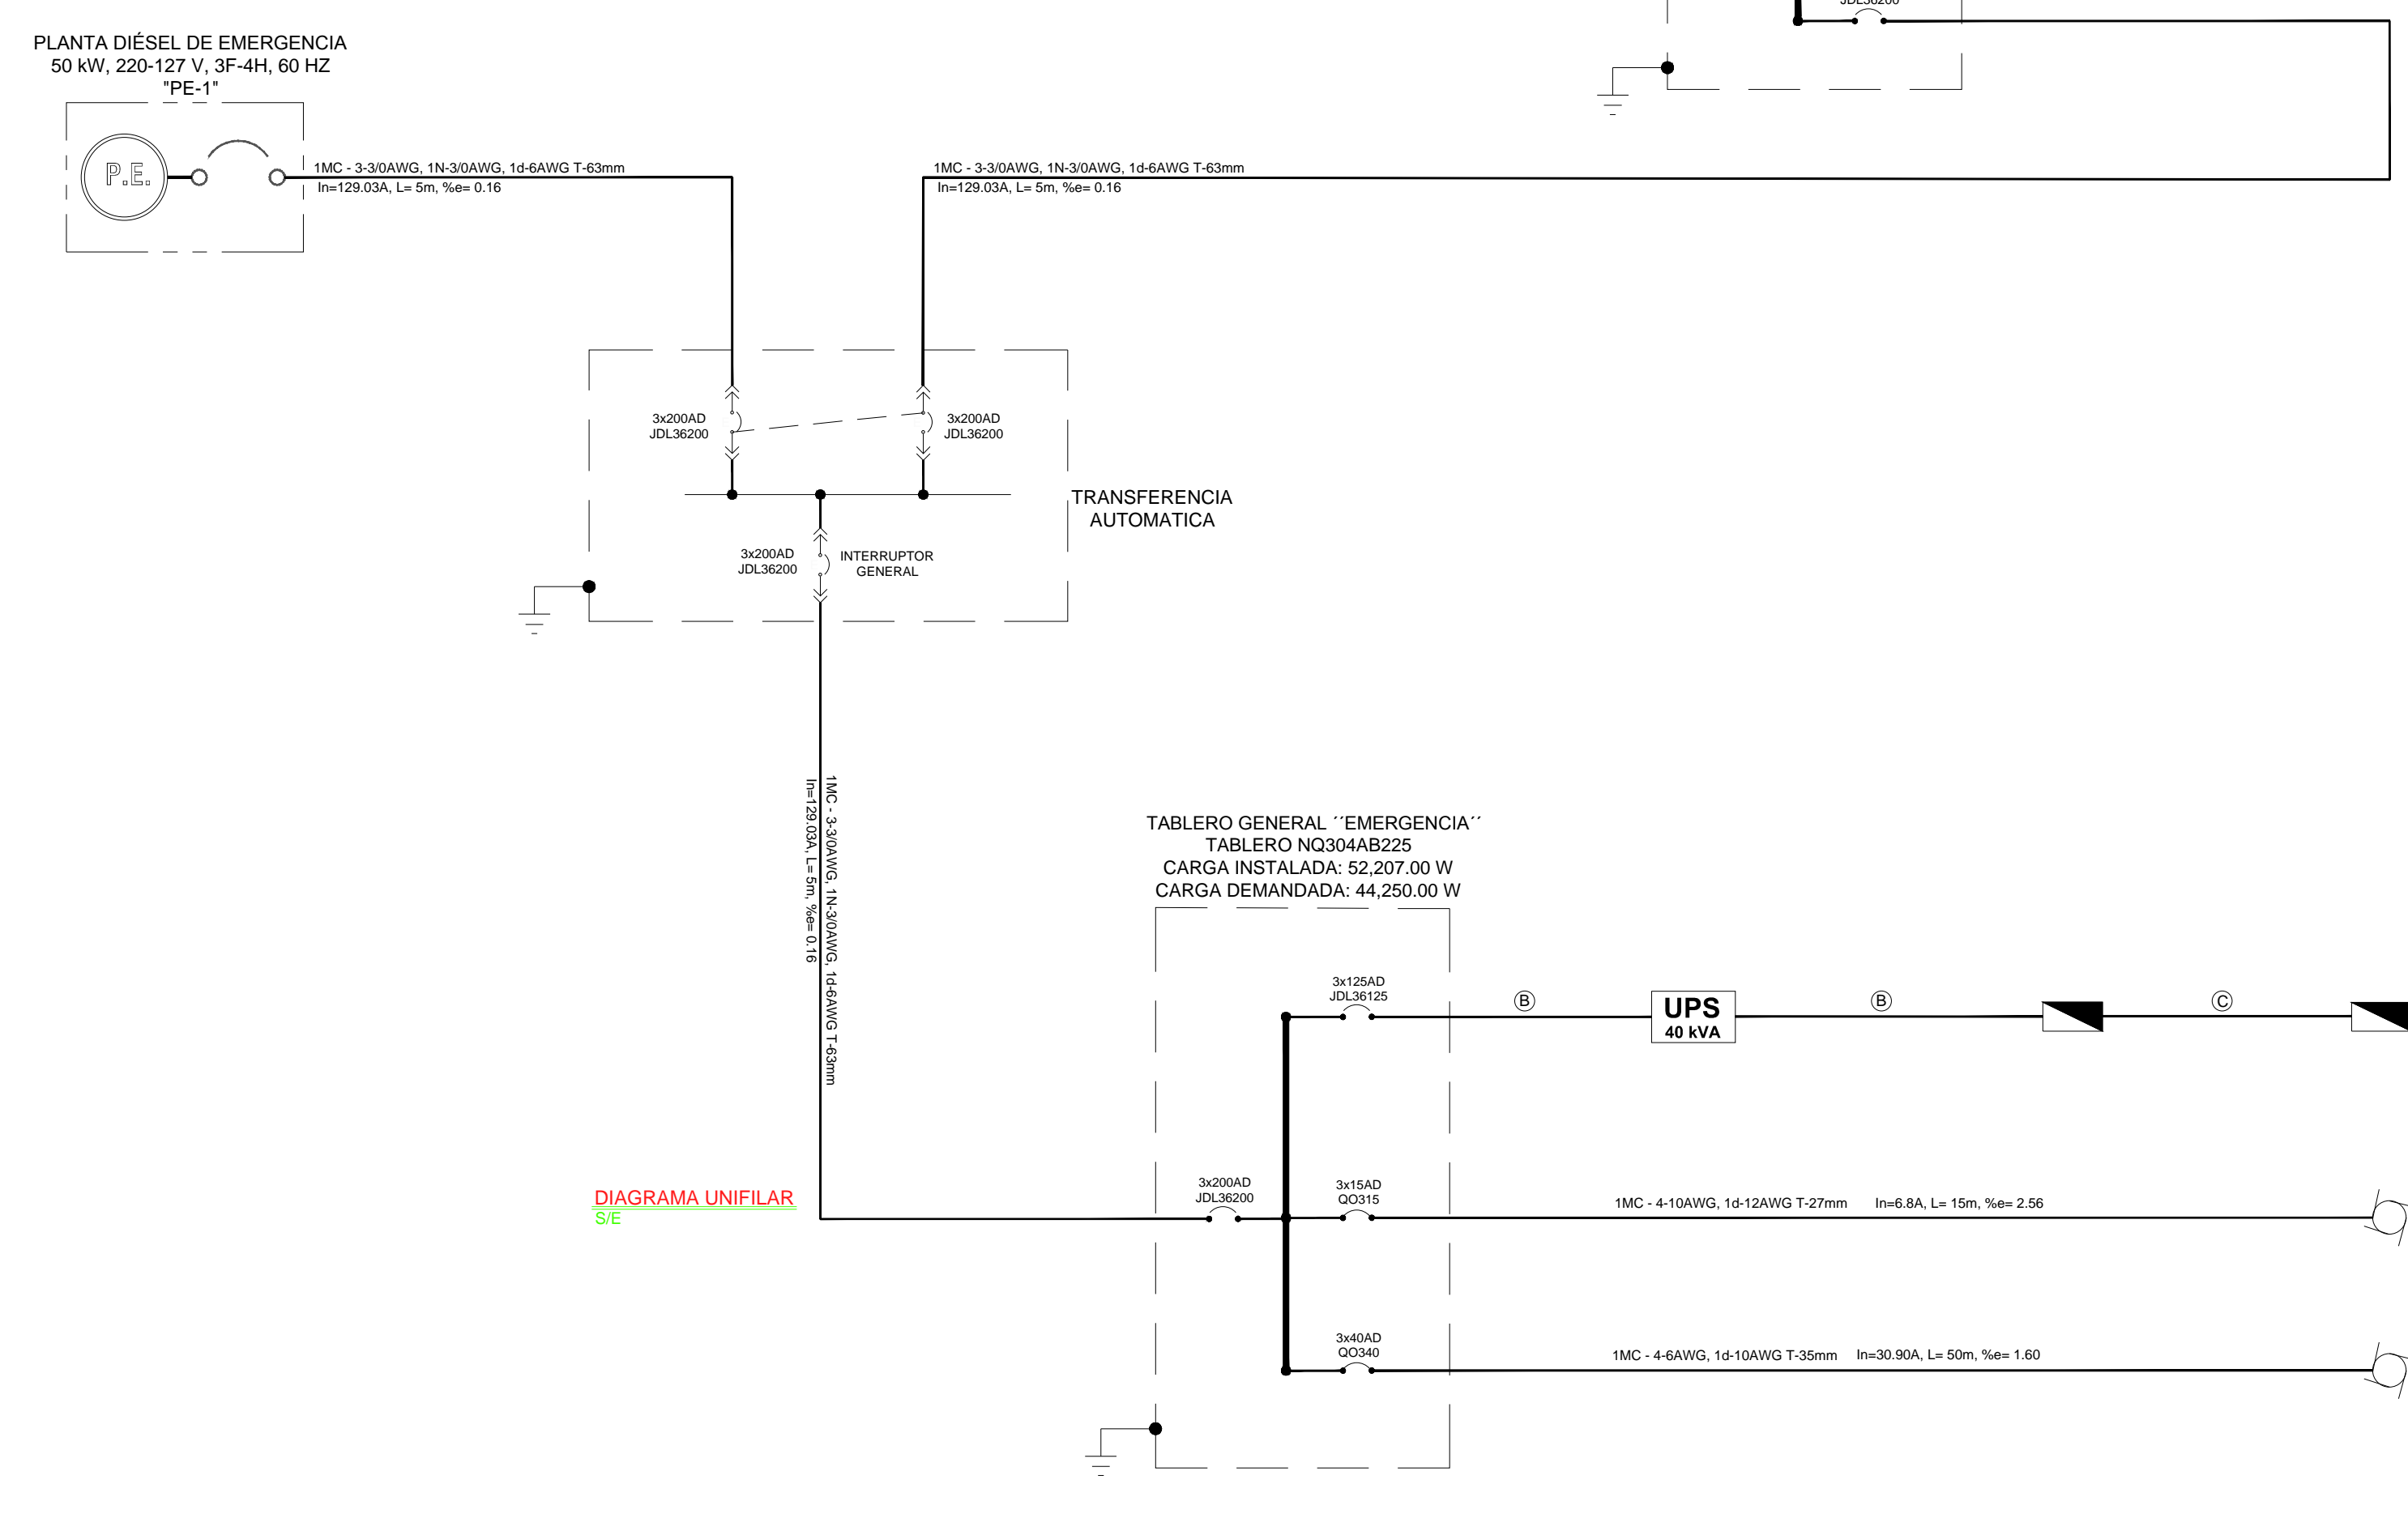 JDL36200
PLANTA DIÉSEL DE EMERGENCIA
50 kW, 220-127 V, 3F-4H, 60 HZ
"PE-1"
P.E.
1MC - 3-3/0AWG, 1N-3/0AWG, 1d-6AWG T-63mm
In=129.03A, L= 5m, %e= 0.16
1MC - 3-3/0AWG, 1N-3/0AWG, 1d-6AWG T-63mm
In=129.03A, L= 5m, %e= 0.16
3x200AD
JDL36200
3x200AD
JDL36200
TRANSFERENCIA
AUTOMATICA
3x200AD
JDL36200
INTERRUPTOR
GENERAL
1MC - 3-3/0AWG, 1N-3/0AWG, 1d-6AWG T-63mm
In=129.03A, L= 5m, %e= 0.16
TABLERO GENERAL ´´EMERGENCIA´´
TABLERO NQ304AB225
CARGA INSTALADA: 52,207.00 W
CARGA DEMANDADA: 44,250.00 W
3x125AD
JDL36125
B
UPS
40 kVA
B
C
DIAGRAMA UNIFILAR
S/E
3x200AD
JDL36200
3x15AD
QO315
1MC - 4-10AWG, 1d-12AWG T-27mm In=6.8A, L= 15m, %e= 2.56
3x40AD
QO340
1MC - 4-6AWG, 1d-10AWG T-35mm In=30.90A, L= 50m, %e= 1.60